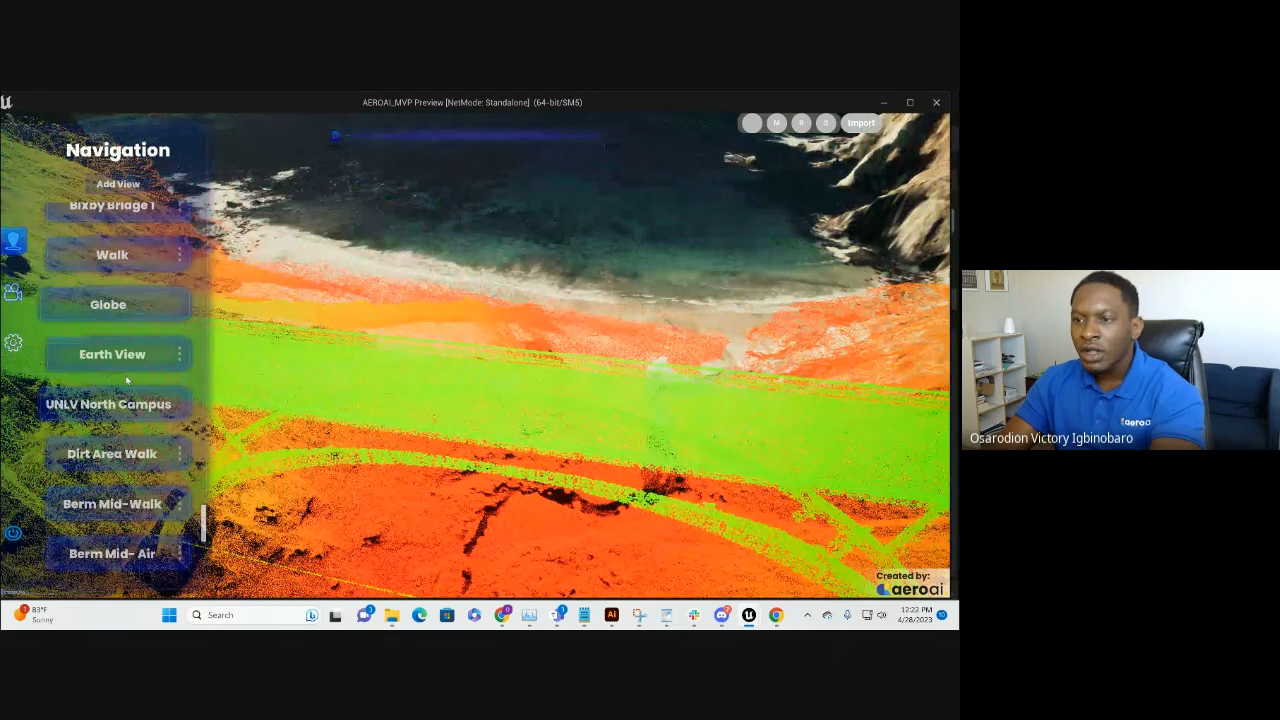 AEROAI_MVP Preview [NetMode: Standalone] (64-bit/SM5)
M
R
S
Import
Navigation
Add View
Bixby Bridge 1
Walk
Globe
Earth View
UNLV North Campus
Dirt Area Walk
Berm Mid-Walk
Berm Mid- Air
Created by:
aeroai
aeroa
Osarodion Victory Igbinobaro
83°F
Sunny
Search
Ai
12:22 PM
4/28/2023